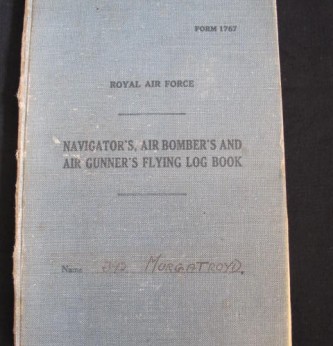 FORM 1767
ROYAL AIR FORCE
NAVIGATOR'S, AIR BOMBER'S AND
AIR GUNNER'S FLYING LOG BOOK
Name MORGATROYD.